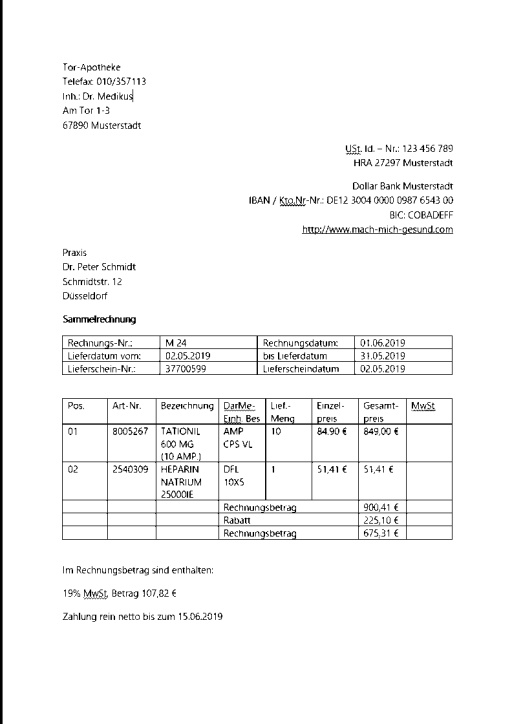 Tor-Apotheke
Telefax: 010/357113
Inh.: Dr. Medikus
Am Tor 1-3
67890 Musterstadt
USt. Id. – Nr.: 123 456 789
HRA 27297 Musterstadt
Dollar Bank Musterstadt
IBAN / Kto.Nr-Nr.: DE12 3004 0000 0987 6543 00
BIC: COBADEFF
http://www.mach-mich-gesund.com
Praxis
Dr. Peter Schmidt
Schmidtstr. 12
Düsseldorf
Sammelrechnung
Rechnungs-Nr.: M 24 Rechnungsdatum: 01.06.2019
Lieferdatum vom: 02.05.2019 bis Lieferdatum 31.05.2019
Lieferschein-Nr.: 37700599 Lieferscheindatum 02.05.2019
Pos. Art-Nr. Bezeichnung DarMe- Lief.- Einzel- Gesamt- MwSt
Einh Bes Meng preis preis
01 8005267 TATIONIL AMP 10 84,90 € 849,00 €
600 MG CPS VL
(10 AMP.)
02 2540309 HEPARIN DFL 1 51,41 € 51,41 €
NATRIUM 10X5
25000IE
Rechnungsbetrag 900,41 €
Rabatt 225,10 €
Rechnungsbetrag 675,31 €
Im Rechnungsbetrag sind enthalten:
19% MwSt, Betrag 107,82 €
Zahlung rein netto bis zum 15.06.2019